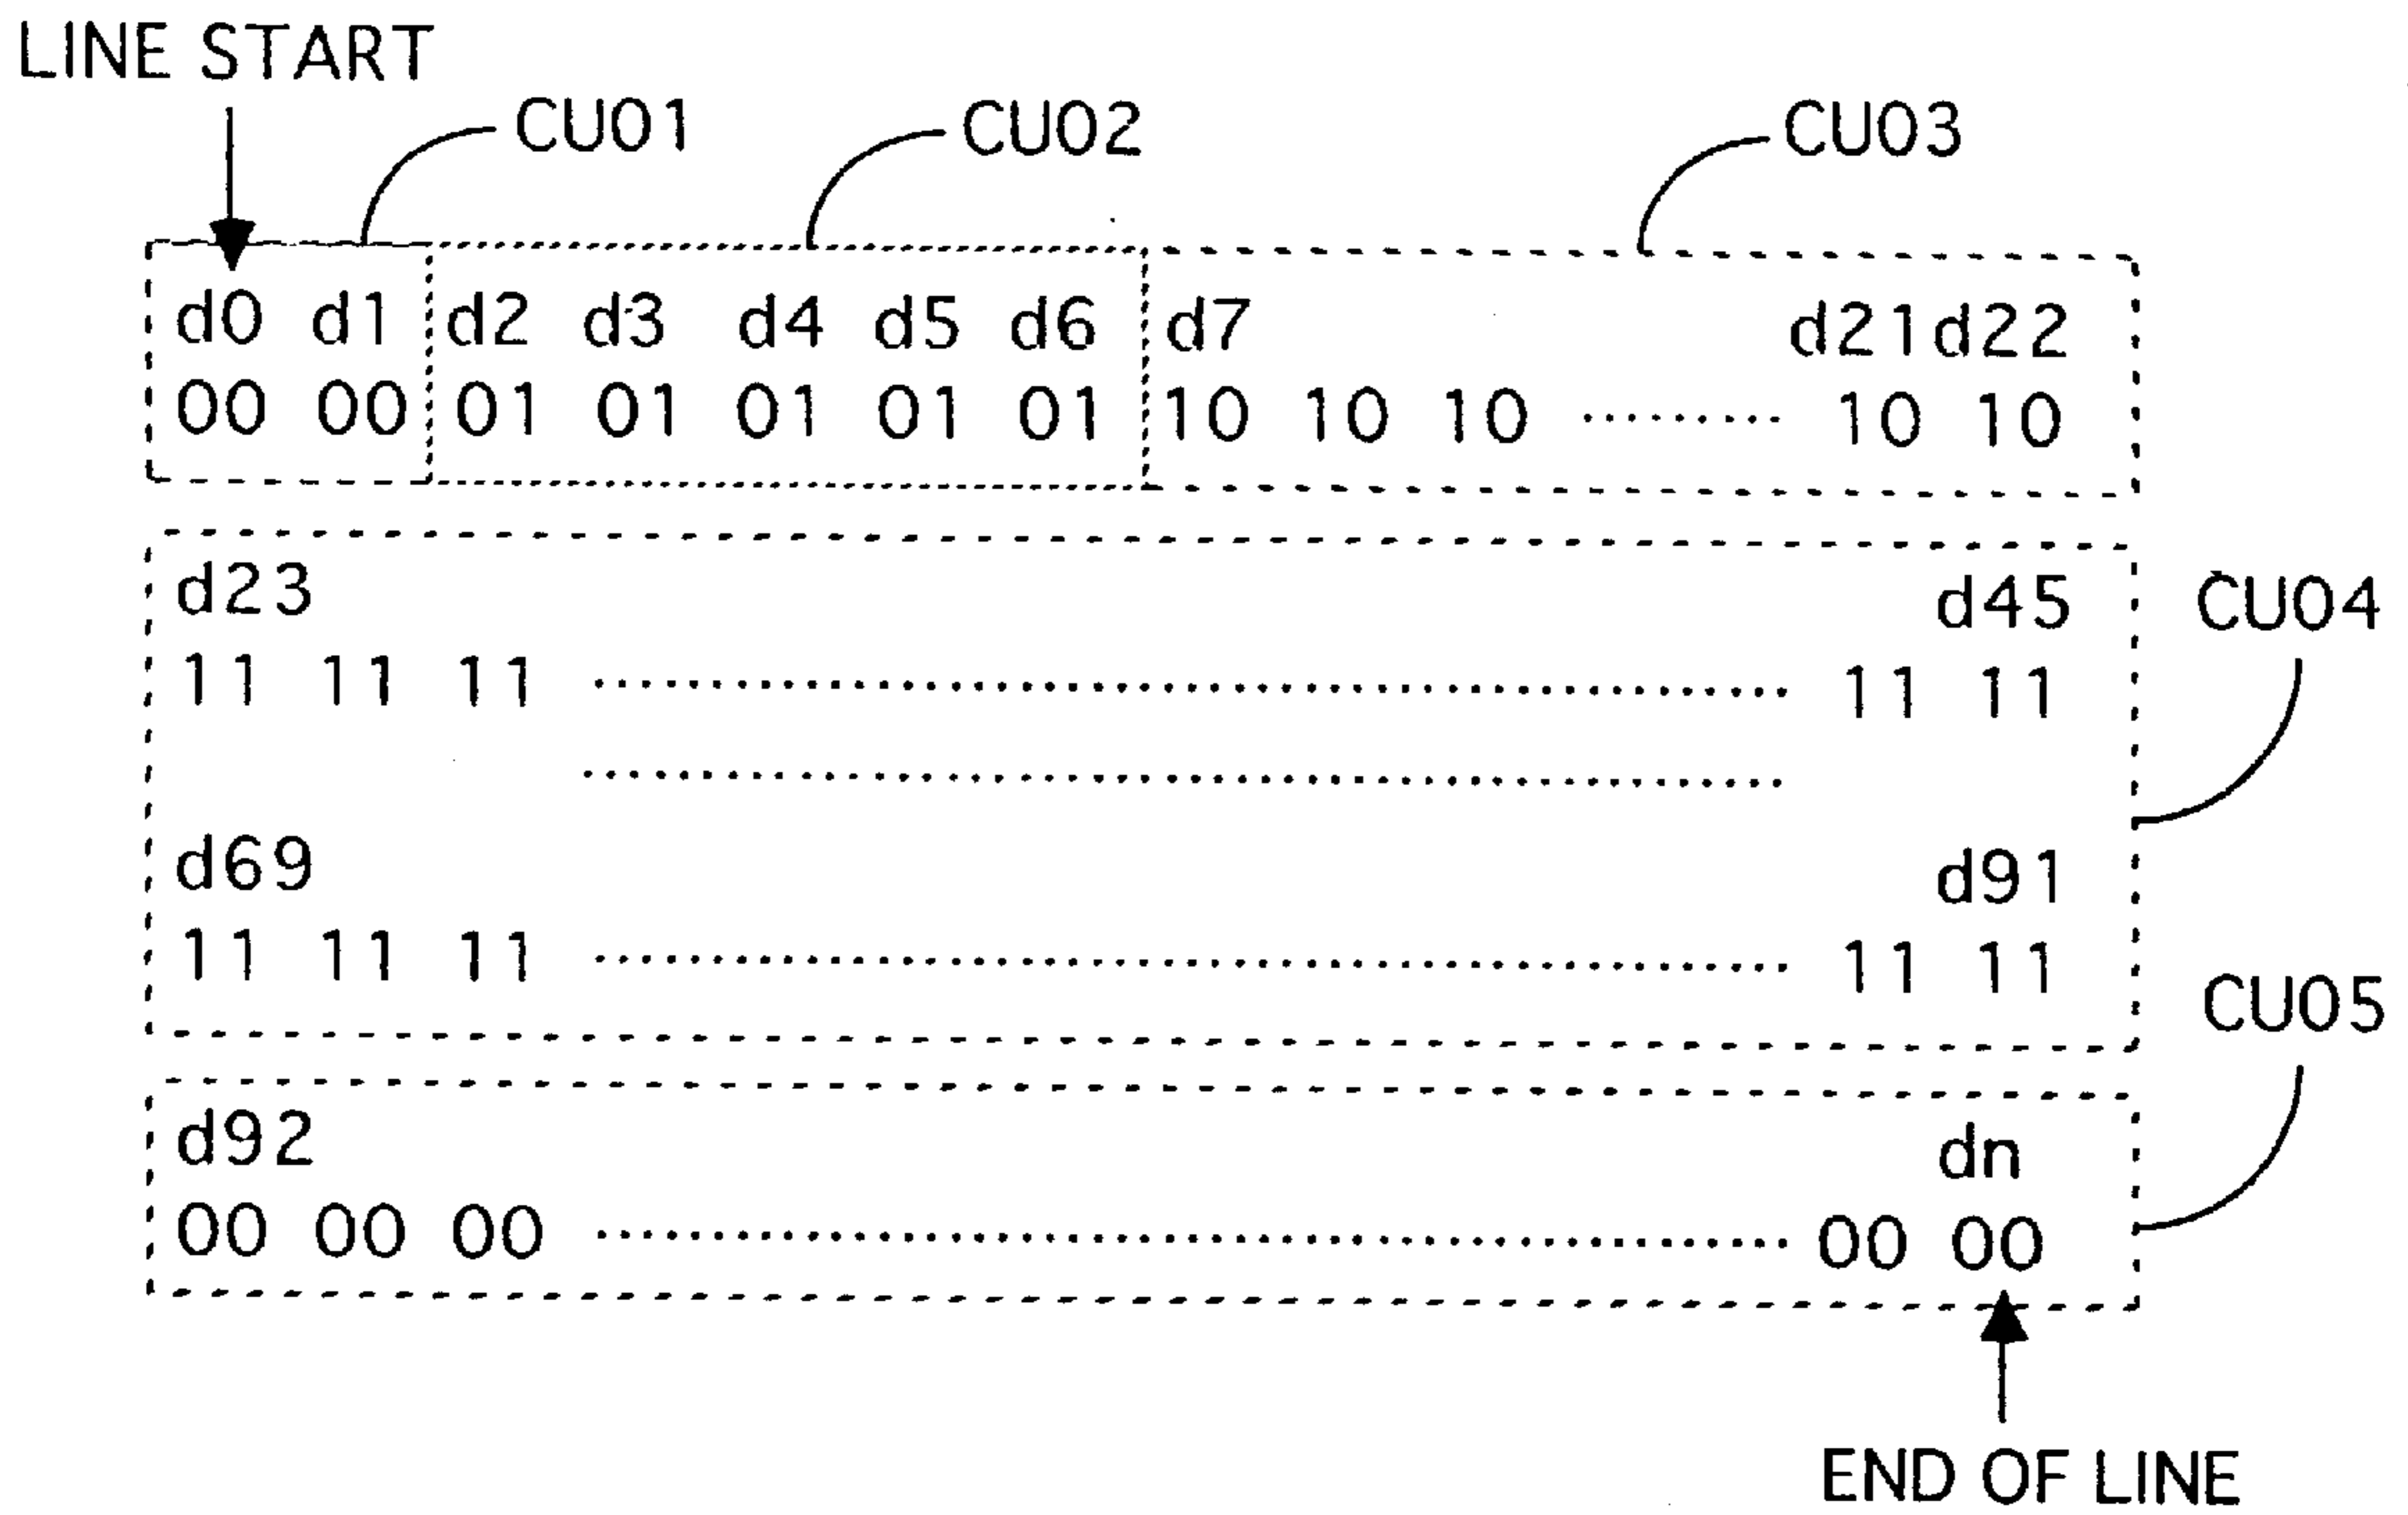 LINE START
CU01 CU02 CU03
d0 d1 d2 d3 d4 d5 d6 d7 d21 d22
00 00 01 01 01 01 01 10 10 10 ......... 10 10
d23 d45 CU04
11 11 11 .................................................. 11 11
..................................................
d69 d91
11 11 11 .................................................. 11 11
CU05
d92 dn
00 00 00 .................................................. 00 00
END OF LINE